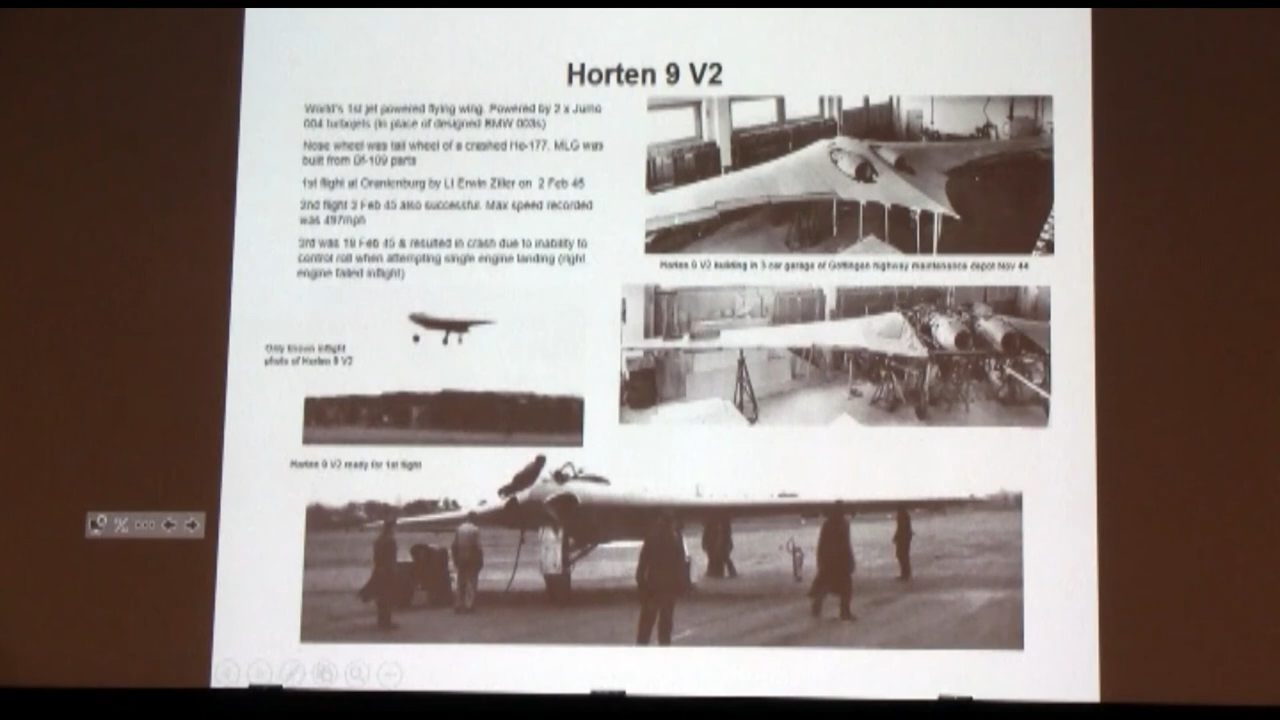 Horten 9 V2
World's 1st jet powered flying wing. Powered by 2 x Jumo
004 turbojets (in place of designed BMW 003s)
Nose wheel was tail wheel of a crashed He-177. MLG was
built from Bf-109 parts
1st flight at Oranienburg by Lt Erwin Ziller on 2 Feb 45
2nd flight 3 Feb 45 also successful. Max speed recorded
was 497mph
3rd was 18 Feb 45 & resulted in crash due to inability to
control roll when attempting single engine landing (right
engine failed inflight)
Horten 9 V2 building in 3 car garage of Gottingen highway maintenance depot Nov 44
Only known inflight
photo of Horten 9 V2
Horten 9 V2 ready for 1st flight